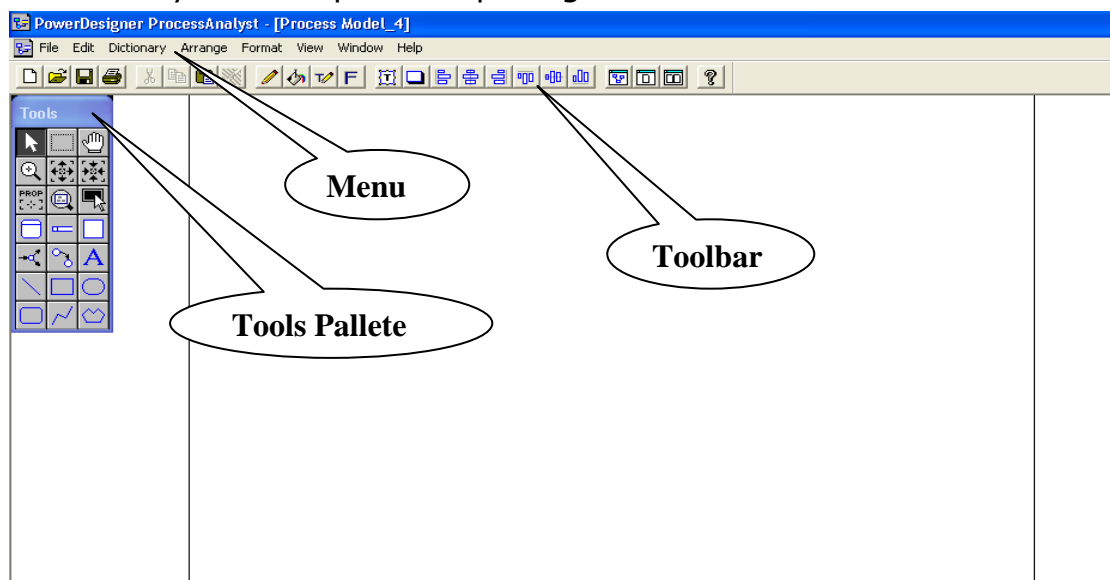 PowerDesigner ProcessAnalyst - [Process Model_4]
File Edit Dictionary Arrange Format View Window Help
F T ?
Tools
PROP
A
Menu
Toolbar
Tools Pallete